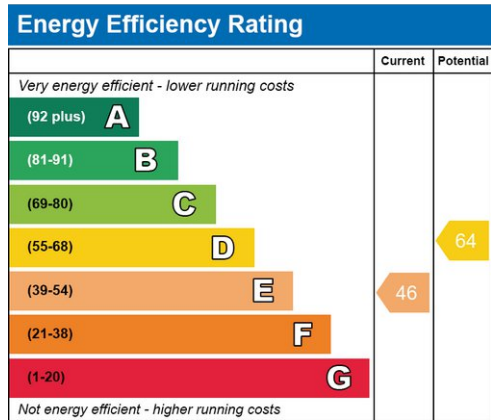 Energy Efficiency Rating
Current Potential
Very energy efficient - lower running costs
(92 plus) A
(81-91) B
(69-80) C
(55-68) D
64
(39-54) E
46
(21-38) F
(1-20) G
Not energy efficient - higher running costs